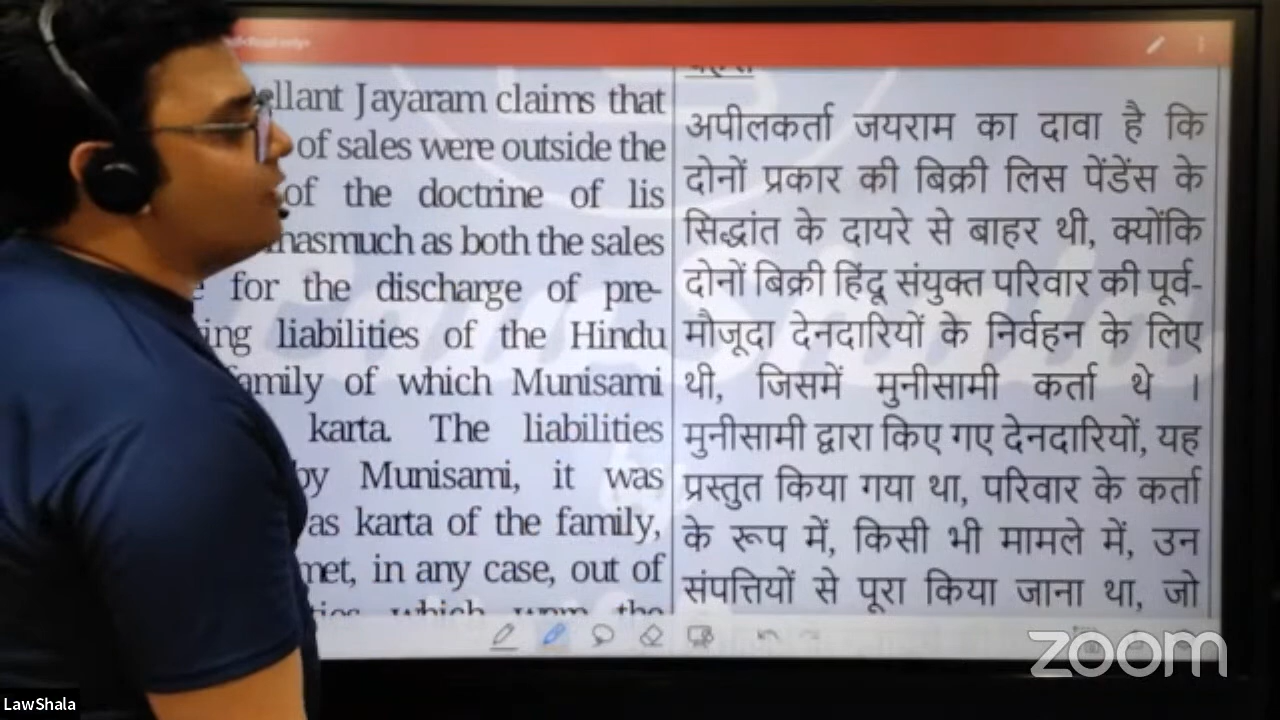 Jayaram claims that
of sales were outside the
of the doctrine of lis
as both the sales
for the discharge of pre-
liabilities of the Hindu
family of which Munisami
karta. The liabilities
by Munisami, it was
as karta of the family,
met, in any case, out of
which were the
अपीलकर्ता जयराम का दावा है कि
दोनों प्रकार की बिक्री लिस पेंडेंस के
सिद्धांत के दायरे से बाहर थी, क्योंकि
दोनों बिक्री हिंदू संयुक्त परिवार की पूर्व-
मौजूदा देनदारियों के निर्वहन के लिए
थी, जिसमें मुनीसामी कर्ता थे ।
मुनीसामी द्वारा किए गए देनदारियों, यह
प्रस्तुत किया गया था, परिवार के कर्ता
के रूप में, किसी भी मामले में, उन
संपत्तियों से पूरा किया जाना था, जो
zoom
LawShala